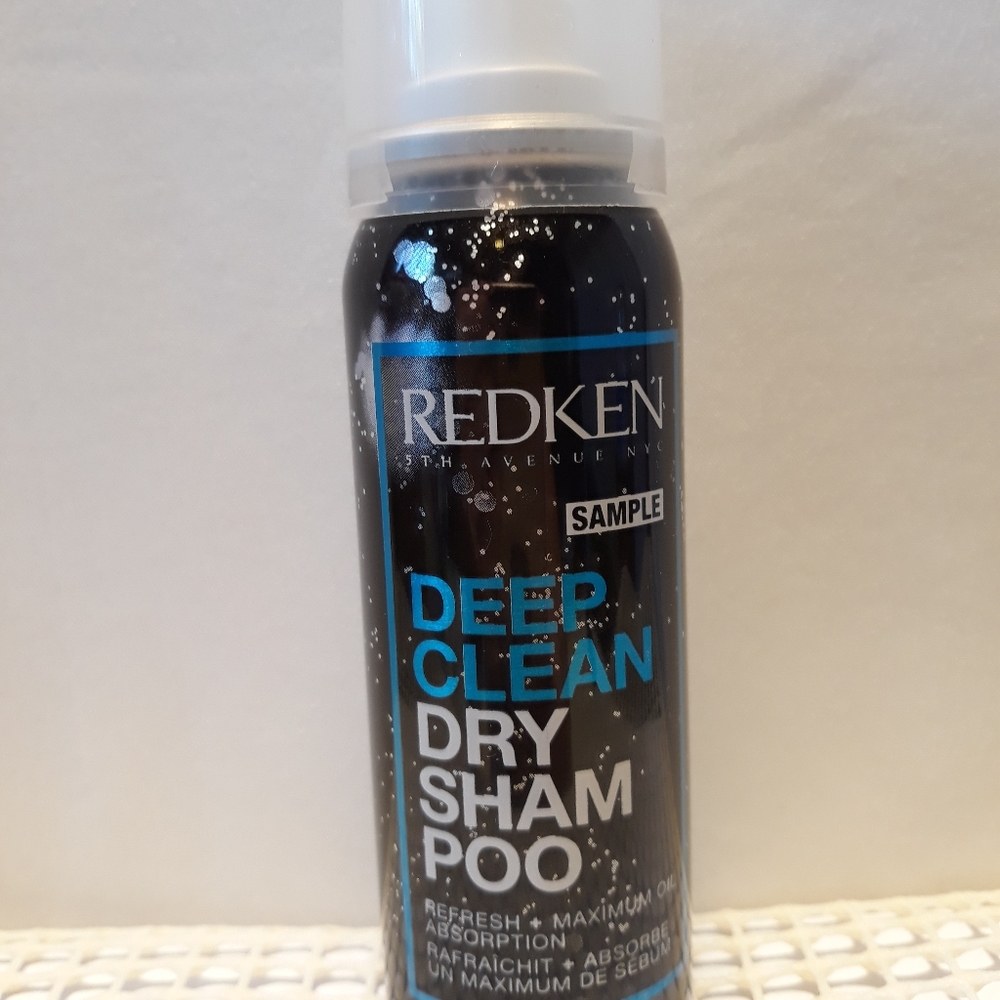 REDKEN
5TH AVENUE NYC
SAMPLE
DEEP
CLEAN
DRY
SHAM
POO
REFRESH + MAXIMUM OIL
ABSORPTION
RAFRAÎCHIT + ABSORBE
UN MAXIMUM DE SÉBUM